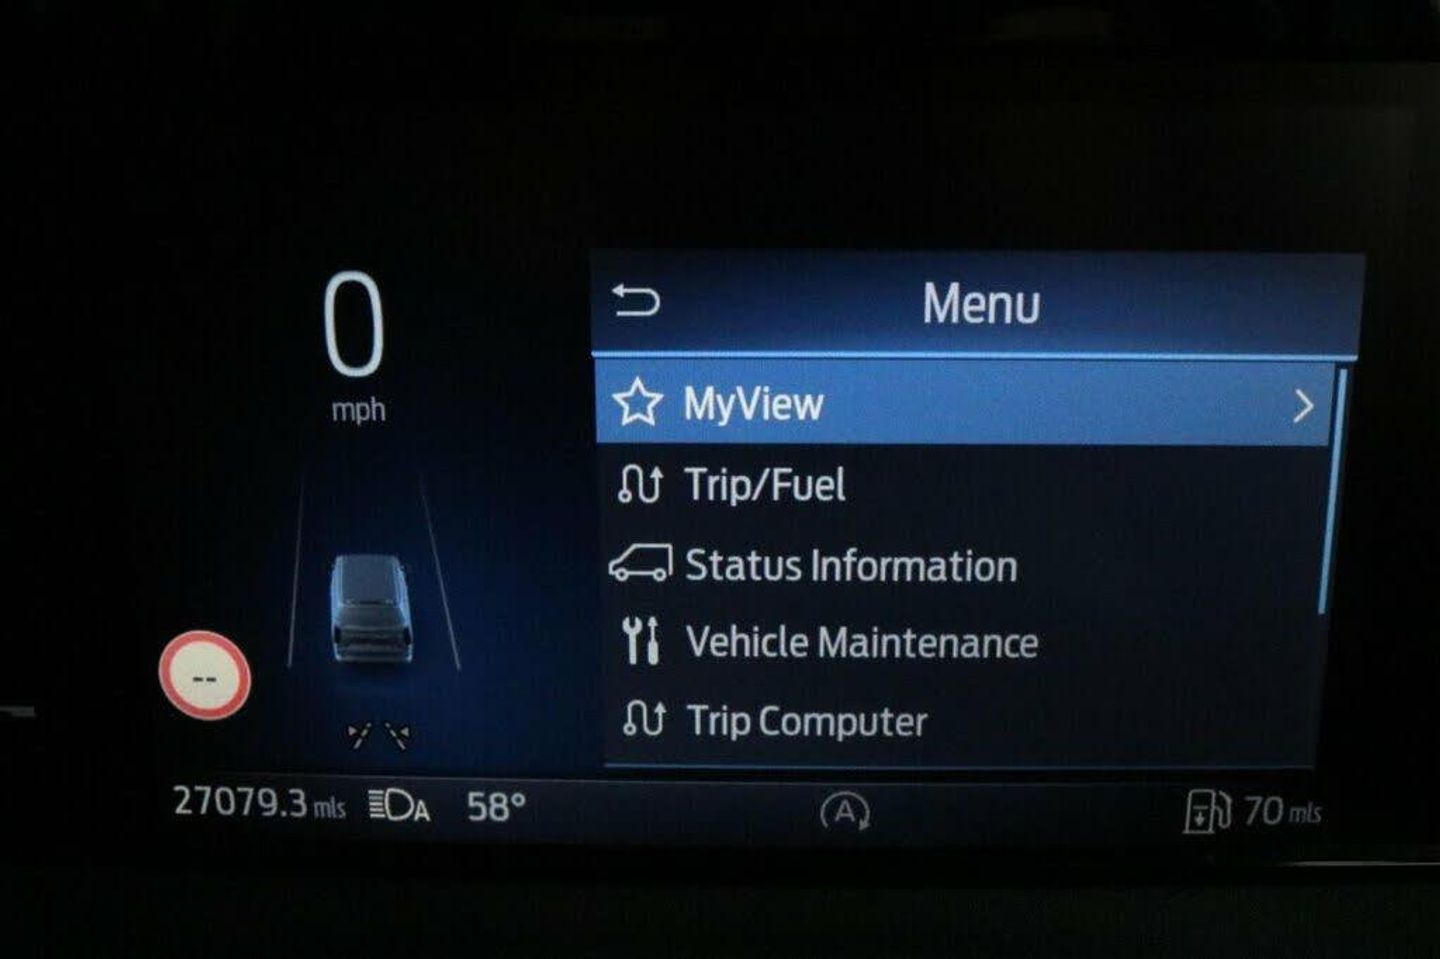 0
mph
Menu
MyView
Trip/Fuel
Status Information
Vehicle Maintenance
Trip Computer
--
27079.3 mls
A
58°
A
70 mls